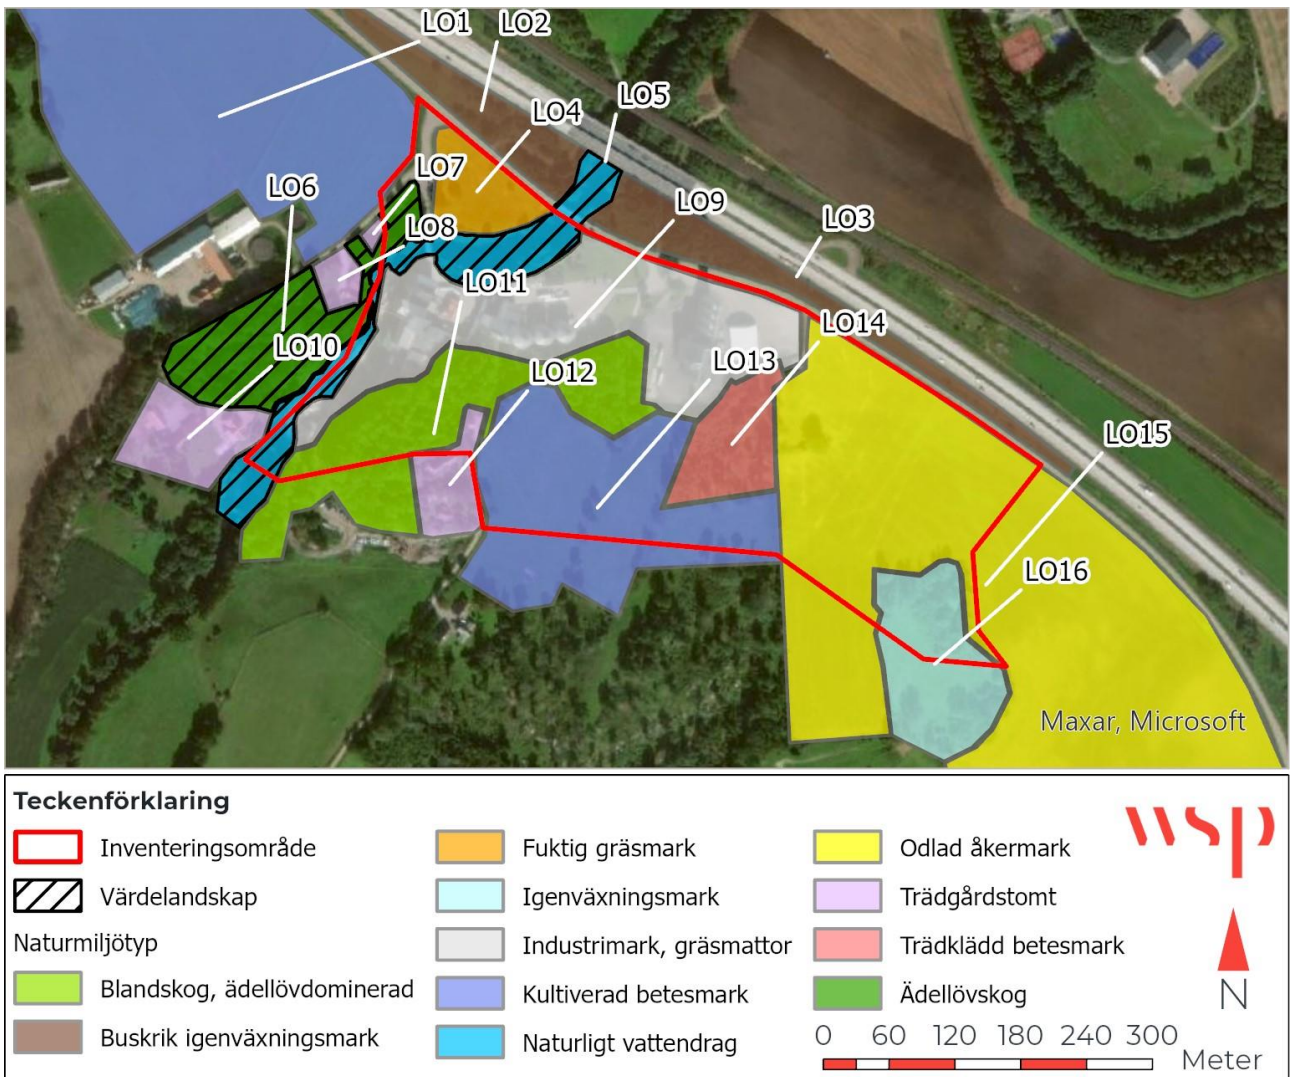 LO1
LO2
LO4
LO5
LO7
LO6
LO8
LO9
LO3
LO11
LO14
LO10
LO12
LO13
LO15
LO16
Maxar, Microsoft
Teckenförklaring
Inventeringsområde
Värdelandskap
Naturmiljötyp
Blandskog, ädellövdominerad
Buskrik igenväxningsmark
Fuktig gräsmark
Igenväxningsmark
Industrimark, gräsmattor
Kultiverad betesmark
Naturligt vattendrag
Odlad åkermark
Trädgårdstomt
Trädklädd betesmark
Ädellövskog
0 60 120 180 240 300
Meter
wsp
N